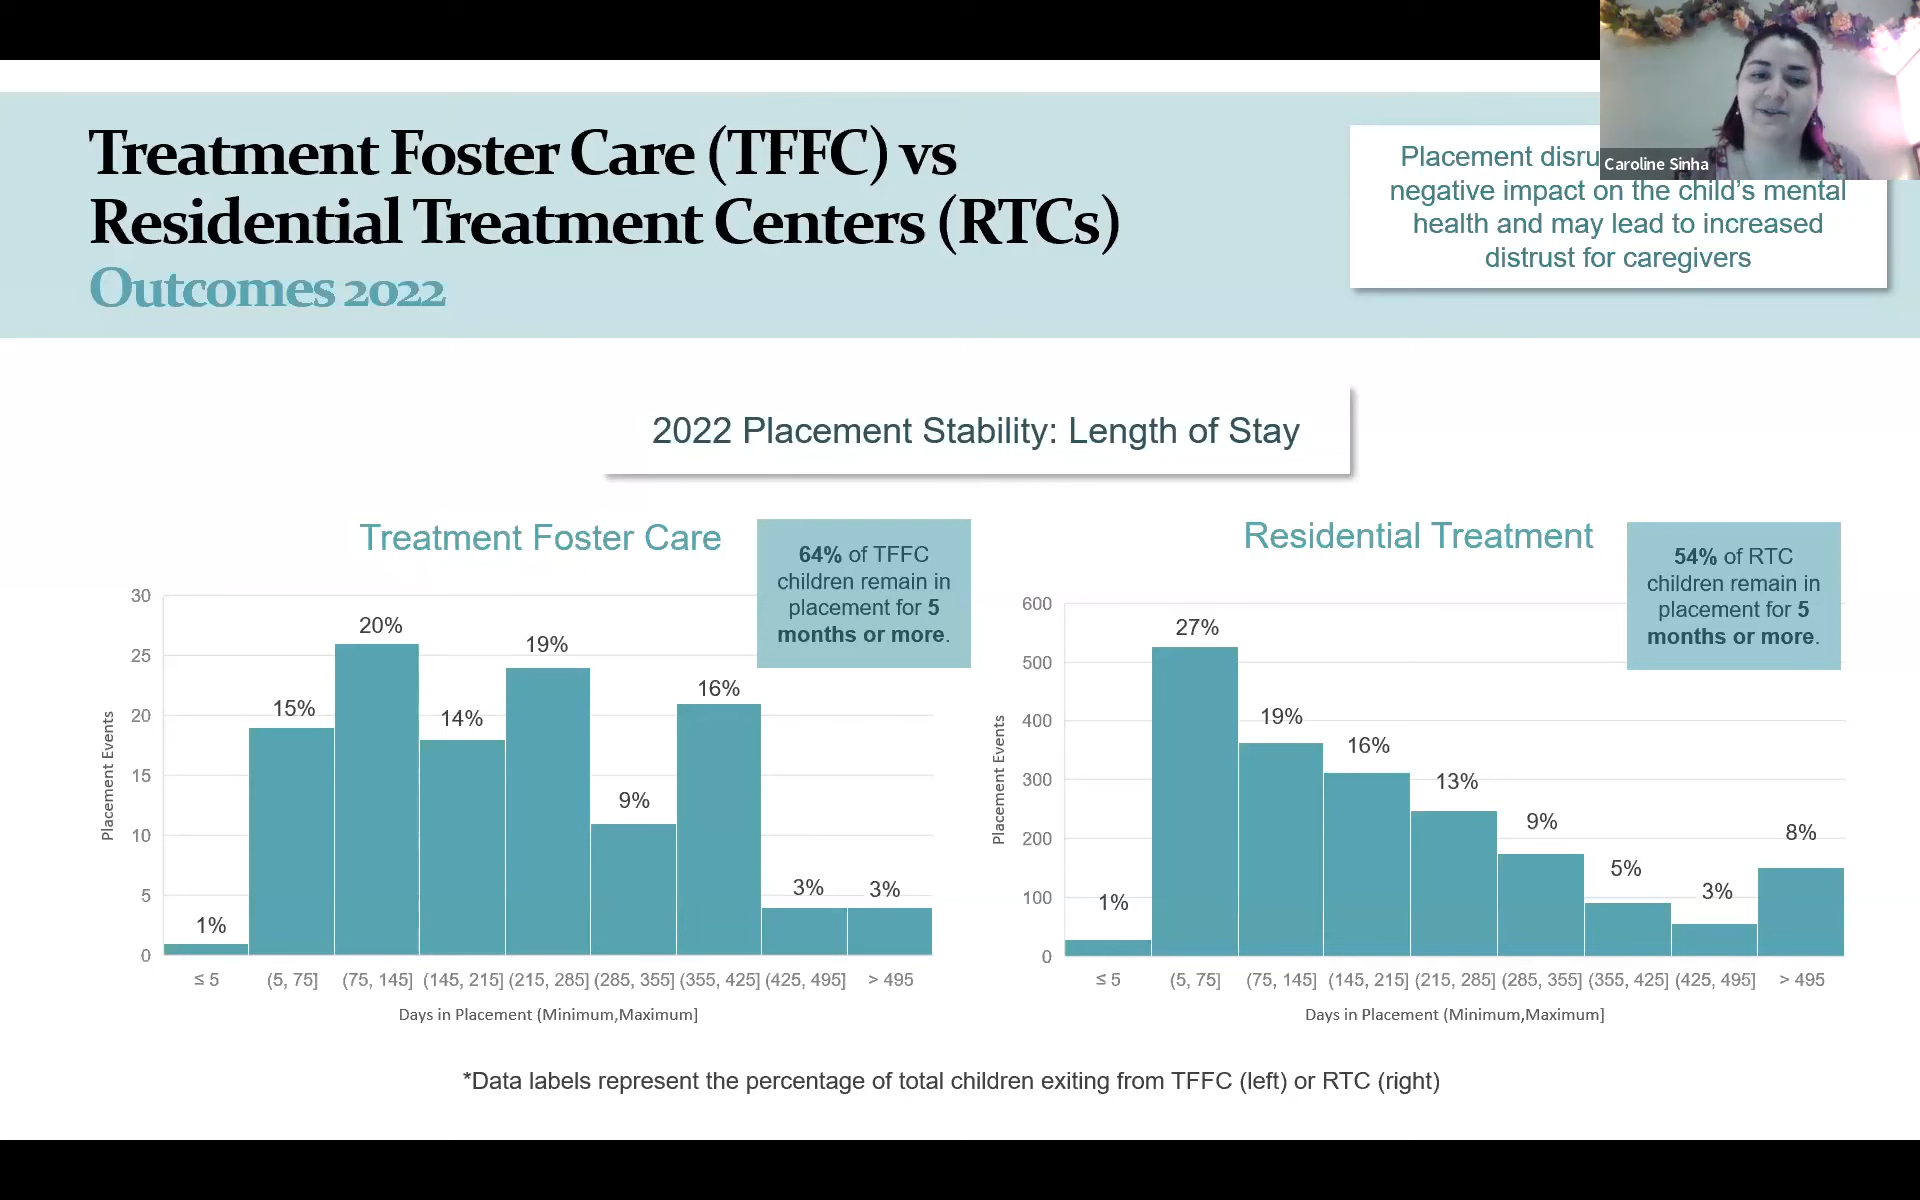 Treatment Foster Care (TFFC) vs
Residential Treatment Centers (RTCs)
Outcomes 2022
Placement
negative impact on the child's mental
health and may lead to increased
distrust for caregivers
Caroline Sinha
2022 Placement Stability: Length of Stay
Treatment Foster Care
64% of TFFC
children remain in
placement for 5
months or more.
30
25
20
15
10
5
0
Placement Events
1%
15%
20%
14%
19%
9%
16%
3%
3%
≤ 5
(5, 75]
(75, 145]
(145, 215]
(215, 285]
(285, 355]
(355, 425]
(425, 495]
> 495
Days in Placement (Minimum,Maximum]
Residential Treatment
54% of RTC
children remain in
placement for 5
months or more.
600
500
400
300
200
100
0
Placement Events
1%
27%
19%
16%
13%
9%
5%
3%
8%
≤ 5
(5, 75]
(75, 145]
(145, 215]
(215, 285]
(285, 355]
(355, 425]
(425, 495]
> 495
Days in Placement (Minimum,Maximum]
*Data labels represent the percentage of total children exiting from TFFC (left) or RTC (right)